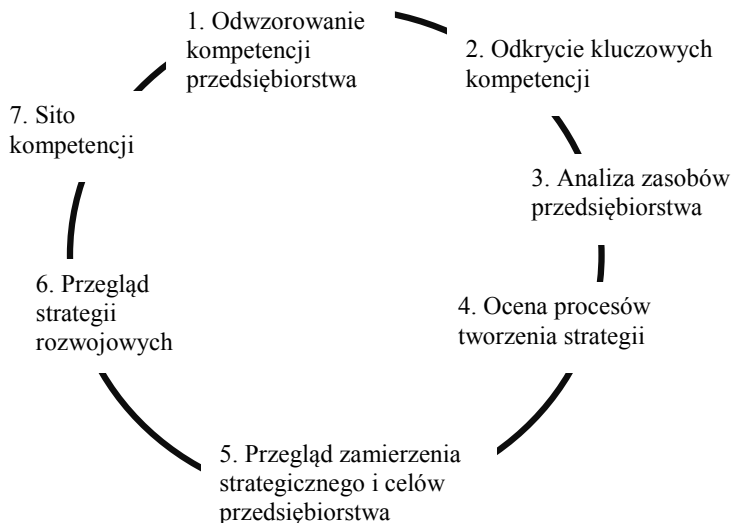 1. Odwzorowanie
kompetencji
przedsiębiorstwa
2. Odkrycie kluczowych
kompetencji
3. Analiza zasobów
przedsiębiorstwa
4. Ocena procesów
tworzenia strategii
5. Przegląd zamierzenia
strategicznego i celów
przedsiębiorstwa
6. Przegląd
strategii
rozwojowych
7. Sito
kompetencji